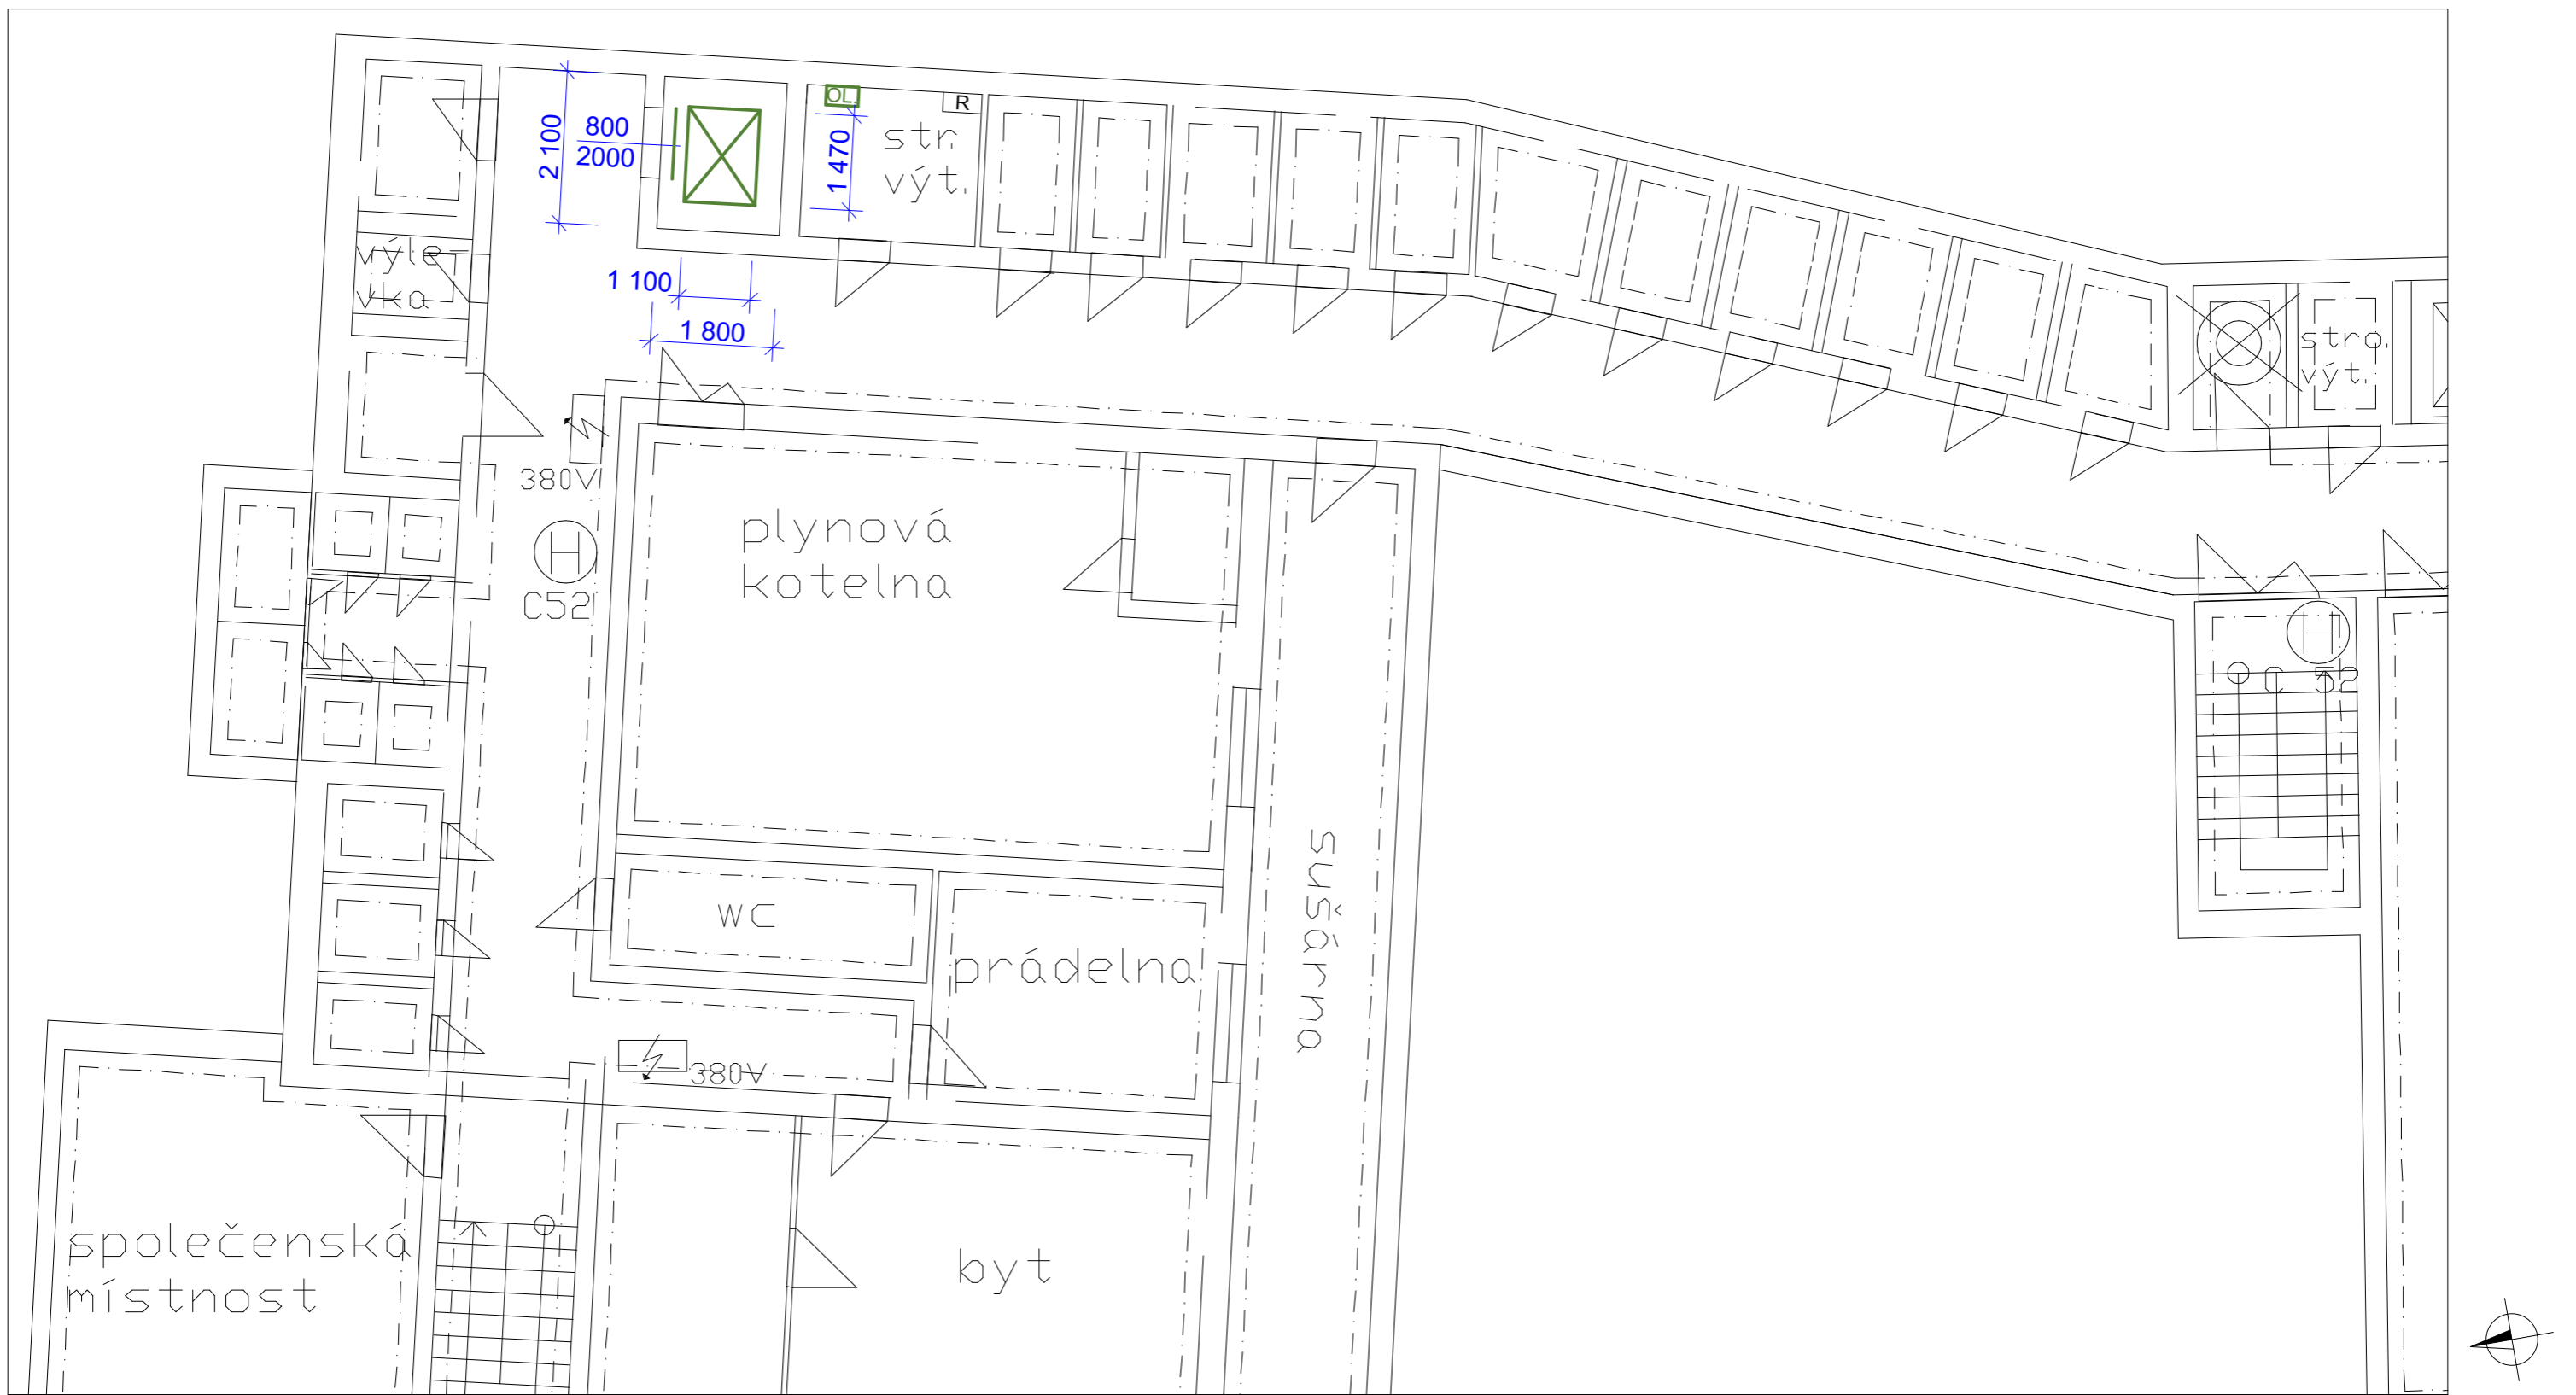 OL.
R
2 100
800
2000
1 470
str.
výt.
výle-
vka
1 100
1 800
stro.
výt.
380V
plynová
kotelna
H
C52
H
C 52
sušárna
WC
prádelna
380V
společenská
místnost
byt